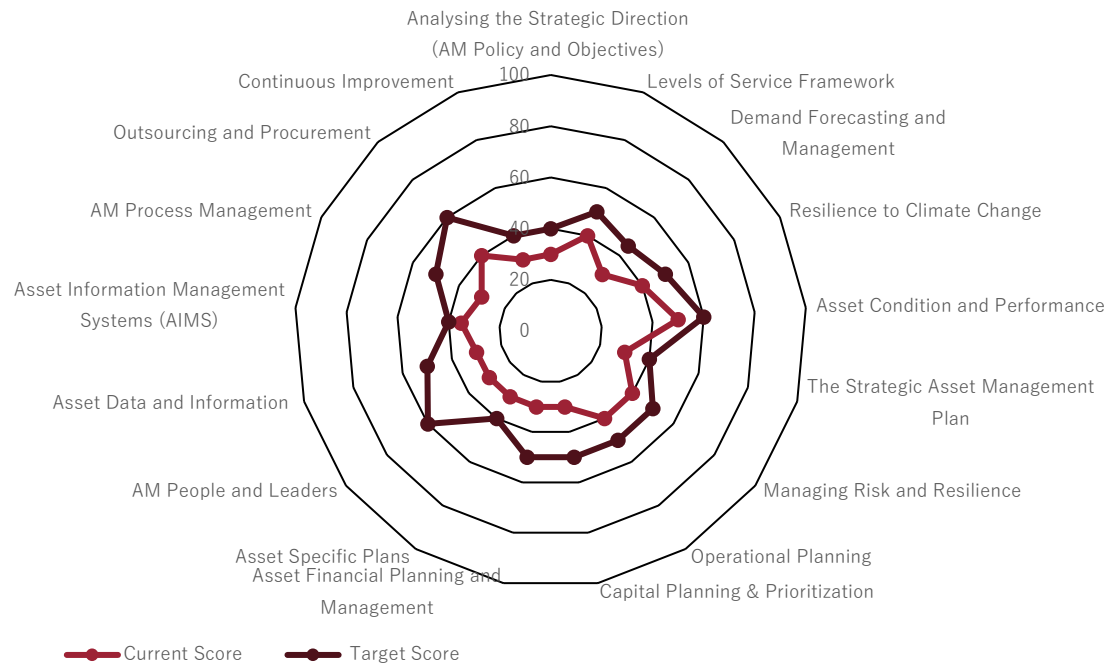 Analysing the Strategic Direction
(AM Policy and Objectives)
Continuous Improvement
Levels of Service Framework
Demand Forecasting and
Management
Outsourcing and Procurement
AM Process Management
Resilience to Climate Change
Asset Information Management
Systems (AIMS)
Asset Condition and Performance
Asset Data and Information
The Strategic Asset Management
Plan
AM People and Leaders
Managing Risk and Resilience
Asset Specific Plans
Operational Planning
Asset Financial Planning and
Management
Capital Planning & Prioritization
100
80
60
40
20
0
Current Score
Target Score